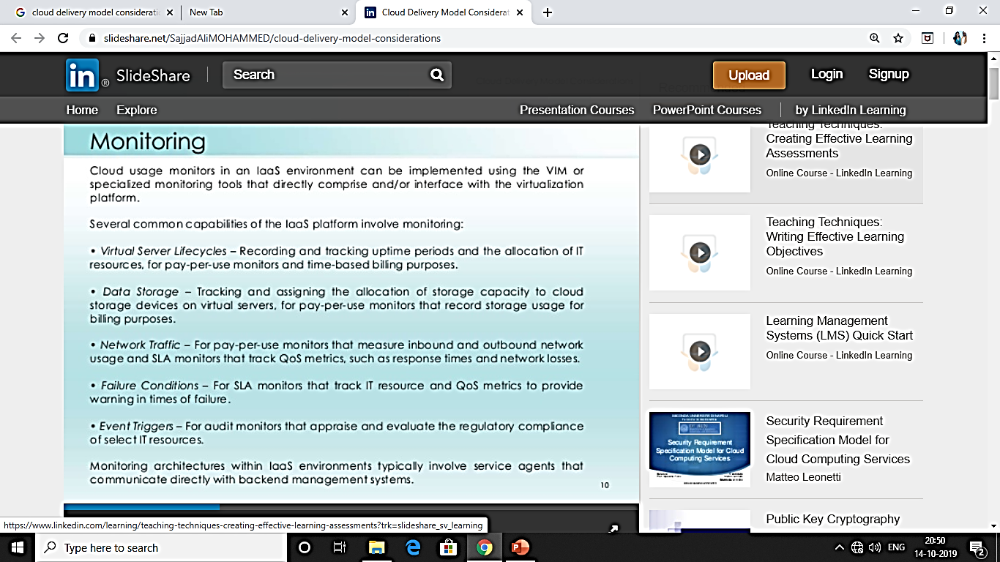 cloud delivery model considerati
New Tab
Cloud Delivery Model Considerat
slideshare.net/SajjadAliMOHAMMED/cloud-delivery-model-considerations
in ® SlideShare
Search
Upload
Login
Signup
Home
Explore
Presentation Courses
PowerPoint Courses
by LinkedIn Learning
Monitoring
Cloud usage monitors in an IaaS environment can be implemented using the VIM or
specialized monitoring tools that directly comprise and/or interface with the virtualization
platform.
Several common capabilities of the IaaS platform involve monitoring:
• Virtual Server Lifecycles – Recording and tracking uptime periods and the allocation of IT
resources, for pay-per-use monitors and time-based billing purposes.
• Data Storage – Tracking and assigning the allocation of storage capacity to cloud
storage devices on virtual servers, for pay-per-use monitors that record storage usage for
billing purposes.
• Network Traffic – For pay-per-use monitors that measure inbound and outbound network
usage and SLA monitors that track QoS metrics, such as response times and network losses.
• Failure Conditions – For SLA monitors that track IT resource and QoS metrics to provide
warning in times of failure.
• Event Triggers – For audit monitors that appraise and evaluate the regulatory compliance
of select IT resources.
Monitoring architectures within IaaS environments typically involve service agents that
communicate directly with backend management systems.
10
Teaching Techniques:
Creating Effective Learning
Assessments
Online Course - LinkedIn Learning
Teaching Techniques:
Writing Effective Learning
Objectives
Online Course - LinkedIn Learning
Learning Management
Systems (LMS) Quick Start
Online Course - LinkedIn Learning
SECONDA UNIVERSITÀ DI NAPOLI
Security Requirement
Specification Model for Cloud
Computing Services
Security Requirement
Specification Model for
Cloud Computing Services
Matteo Leonetti
Public Key Cryptography
https://www.linkedin.com/learning/teaching-techniques-creating-effective-learning-assessments?trk=slideshare_sv_learning
Type here to search
ENG
20:50
14-10-2019
2